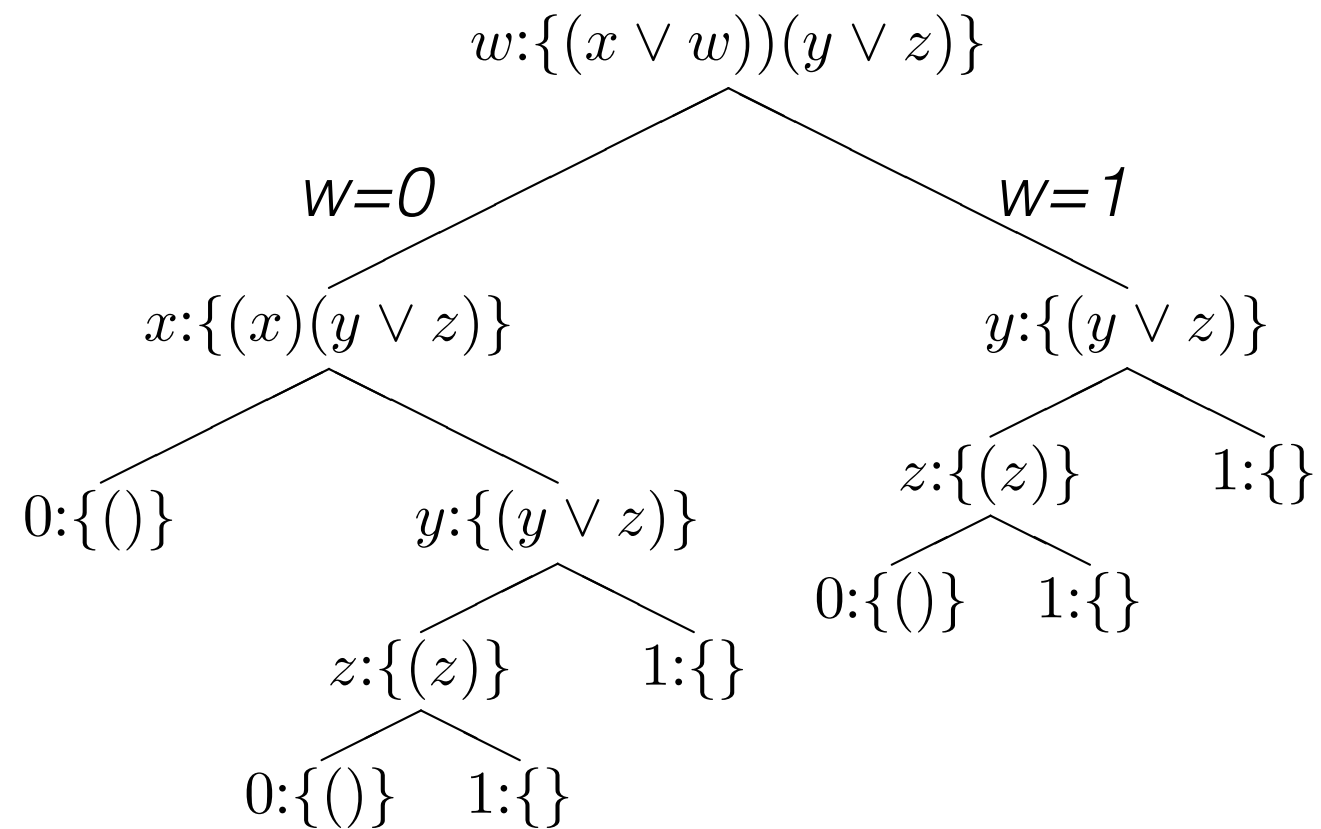 w:{(x ∨ w))(y ∨ z)}
w=0 w=1
x:{(x)(y ∨ z)} y:{(y ∨ z)}
z:{(z)} 1:{}
0:{()} y:{(y ∨ z)}
0:{()} 1:{}
z:{(z)} 1:{}
0:{()} 1:{}